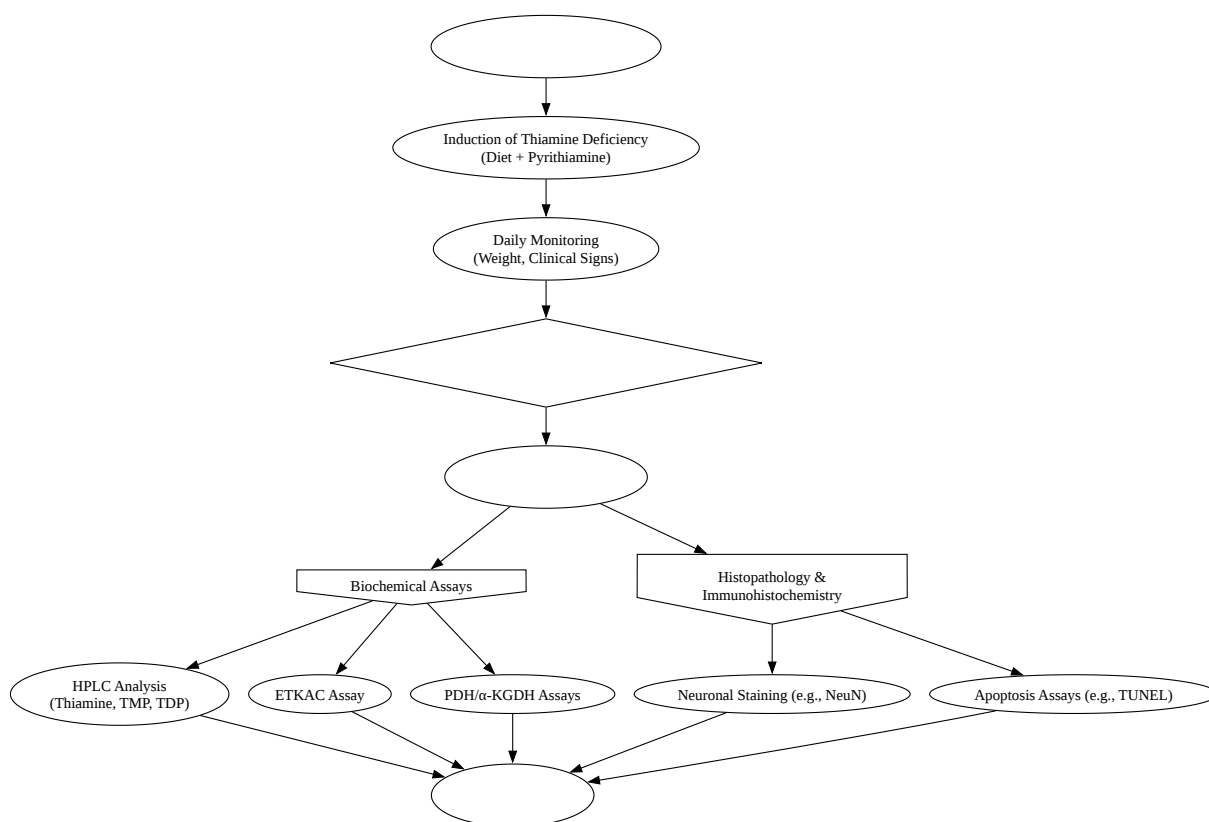 Induction of Thiamine Deficiency
(Diet + Pyrithiamine)
Daily Monitoring
(Weight, Clinical Signs)
Biochemical Assays
Histopathology &
Immunohistochemistry
HPLC Analysis
(Thiamine, TMP, TDP)
ETKAC Assay
PDH/α-KGDH Assays
Neuronal Staining (e.g., NeuN)
Apoptosis Assays (e.g., TUNEL)